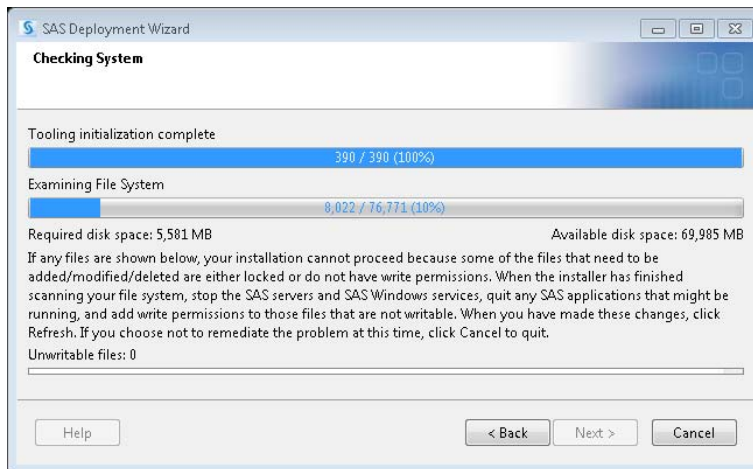 SAS Deployment Wizard
Checking System
Tooling initialization complete
390 / 390 (100%)
Examining File System
8,022 / 76,771 (10%)
Required disk space: 5,581 MB Available disk space: 69,985 MB
If any files are shown below, your installation cannot proceed because some of the files that need to be
added/modified/deleted are either locked or do not have write permissions. When the installer has finished
scanning your file system, stop the SAS servers and SAS Windows services, quit any SAS applications that might be
running, and add write permissions to those files that are not writable. When you have made these changes, click
Refresh. If you choose not to remediate the problem at this time, click Cancel to quit.
Unwritable files: 0
Help < Back Next > Cancel